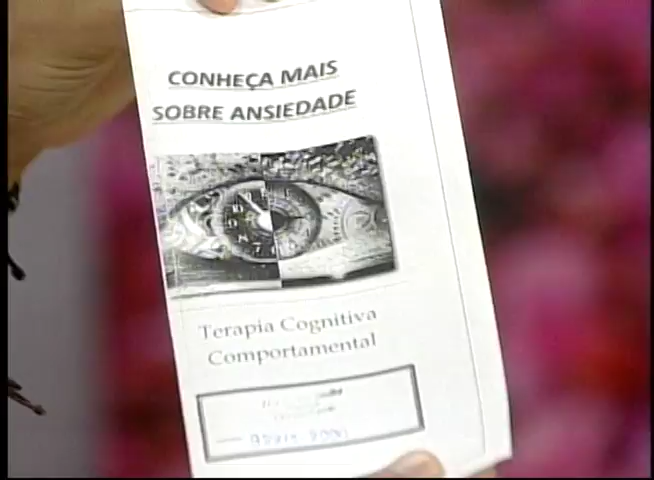 CONHEÇA MAIS
SOBRE ANSIEDADE
Terapia Cognitiva
Comportamental